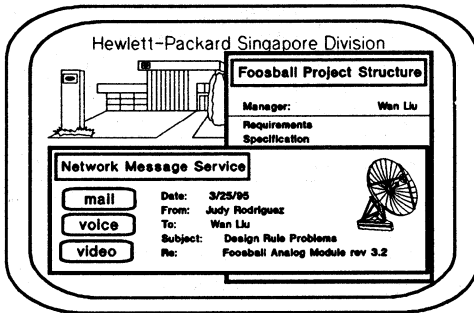 Hewlett-Packard Singapore Division
Foosball Project Structure
Manager: Wan Liu
Requirements
Specification
Network Message Service
mail
voice
video
Date: 3/25/95
From: Judy Rodriguez
To: Wan Liu
Subject: Design Rule Problems
Re: Foosball Analog Module rev 3.2